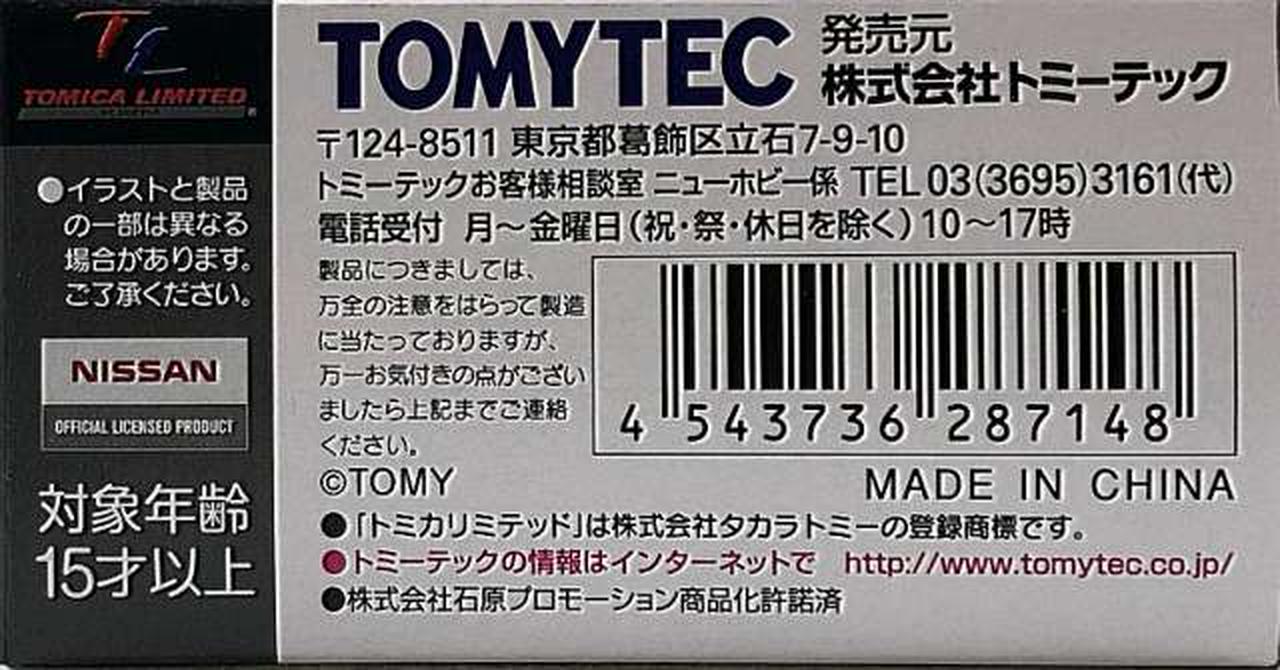 TOMICA LIMITED
●イラストと製品
の一部は異なる
場合があります。
ご了承ください。
NISSAN
OFFICIAL LICENSED PRODUCT
対象年齢
15才以上
TOMYTEC
発売元
株式会社トミーテック
〒124-8511 東京都葛飾区立石7-9-10
トミーテックお客様相談室 ニューホビー係 TEL 03(3695)3161(代)
電話受付 月～金曜日(祝・祭・休日を除く) 10～17時
製品につきましては、
万全の注意をはらって製造
に当たっておりますが、
万一お気付きの点がござい
ましたら上記までご連絡
ください。
4 543736 287148
©TOMY
MADE IN CHINA
●「トミカリミテッド」は株式会社タカラトミーの登録商標です。
●トミーテックの情報はインターネットで http://www.tomytec.co.jp/
●株式会社石原プロモーション商品化許諾済